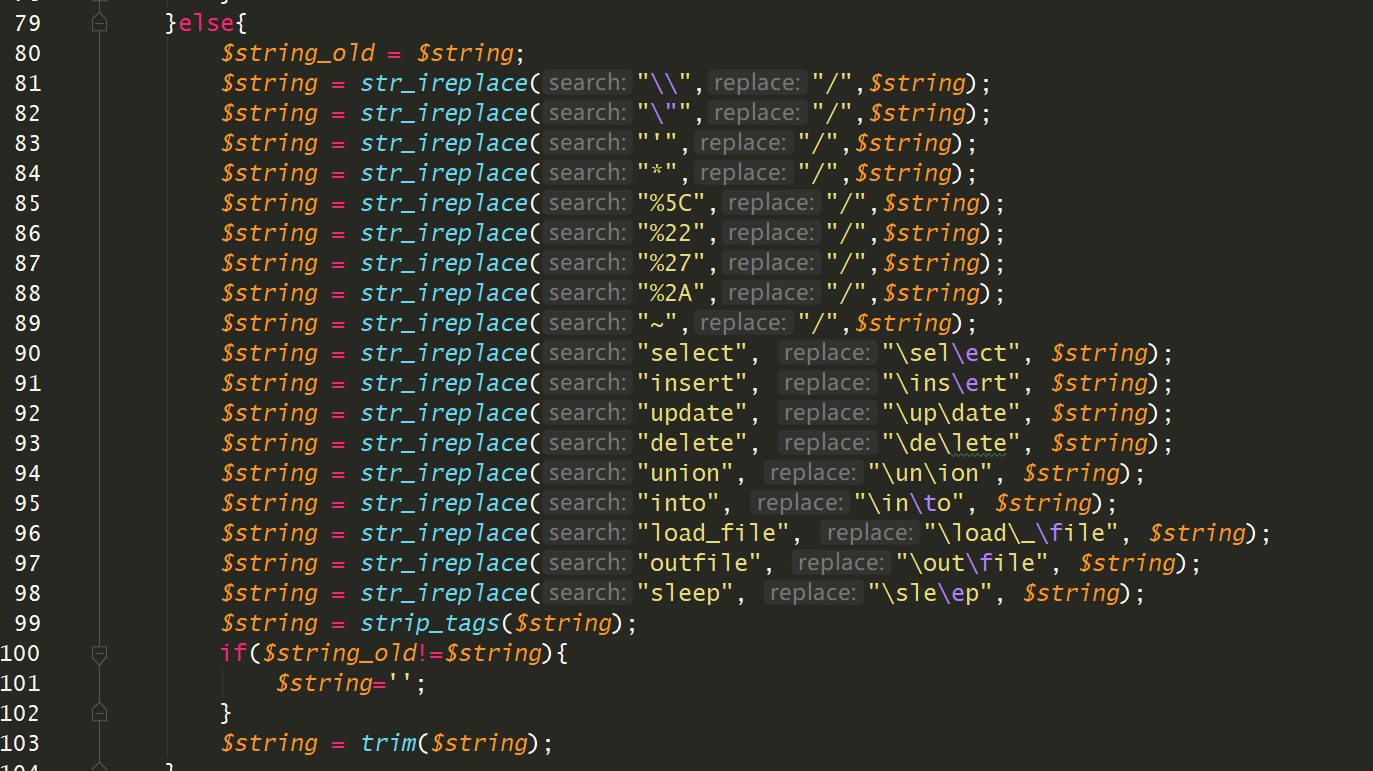 79 }else{
80 $string_old = $string;
81 $string = str_ireplace( search: "\\", replace: "/",$string);
82 $string = str_ireplace( search: "\"", replace: "/",$string);
83 $string = str_ireplace( search: "'", replace: "/",$string);
84 $string = str_ireplace( search: "*", replace: "/",$string);
85 $string = str_ireplace( search: "%5C", replace: "/",$string);
86 $string = str_ireplace( search: "%22", replace: "/",$string);
87 $string = str_ireplace( search: "%27", replace: "/",$string);
88 $string = str_ireplace( search: "%2A", replace: "/",$string);
89 $string = str_ireplace( search: "~", replace: "/",$string);
90 $string = str_ireplace( search: "select", replace: "\sel\ect", $string);
91 $string = str_ireplace( search: "insert", replace: "\ins\ert", $string);
92 $string = str_ireplace( search: "update", replace: "\up\date", $string);
93 $string = str_ireplace( search: "delete", replace: "\de\lete", $string);
94 $string = str_ireplace( search: "union", replace: "\un\ion", $string);
95 $string = str_ireplace( search: "into", replace: "\in\to", $string);
96 $string = str_ireplace( search: "load_file", replace: "\load\_\file", $string);
97 $string = str_ireplace( search: "outfile", replace: "\out\file", $string);
98 $string = str_ireplace( search: "sleep", replace: "\sle\ep", $string);
99 $string = strip_tags($string);
100 if($string_old!=$string){
101 $string='';
102 }
103 $string = trim($string);